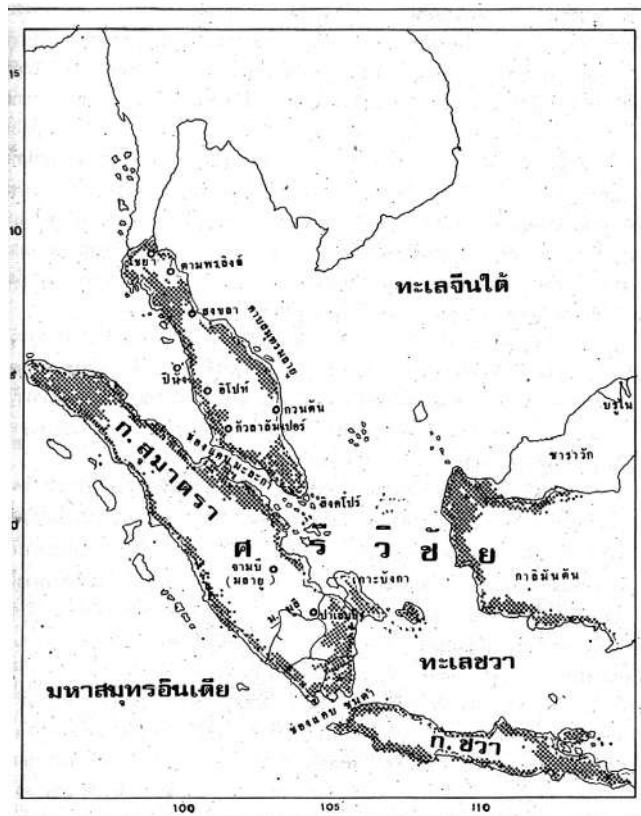 15
10
ไชยา
ตามพรลิงค์
ทะเลจีนใต้
สงขลา
คาบสมุทรมลายู
ปีนัง
อิโปห์
กวนตัน
กัวลาลัมเปอร์
บรูไน
ซาราวัก
ช่องแคบมะละกา
ก. สุมาตรา
สิงคโปร์
0
ศ รี วิ ชั ย
จามบี
(มลายู)
เกาะบังกา
กาลิมันตัน
ปาเลมบัง
ทะเลชวา
มหาสมุทรอินเดีย
ช่องแคบ ซุนดา
ก. ชวา
100
105
110